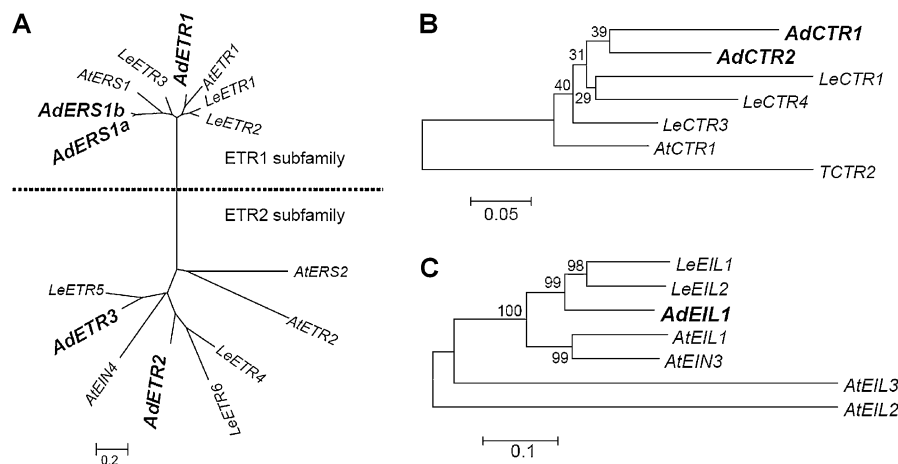 A
AdETR1
LeETR3
AtERS1
AtETR1
LeETR1
LeETR2
AdERS1b
AdERS1a
ETR1 subfamily
ETR2 subfamily
AtERS2
LeETR5
AtETR2
AdETR3
AtEIN4
AdETR2
LeETR4
LeETR6
0.2
B
39
AdCTR1
31
AdCTR2
40
LeCTR1
29
LeCTR4
LeCTR3
AtCTR1
TCTR2
0.05
C
98
LeEIL1
99
LeEIL2
100
AdEIL1
AtEIL1
99
AtEIN3
AtEIL3
AtEIL2
0.1